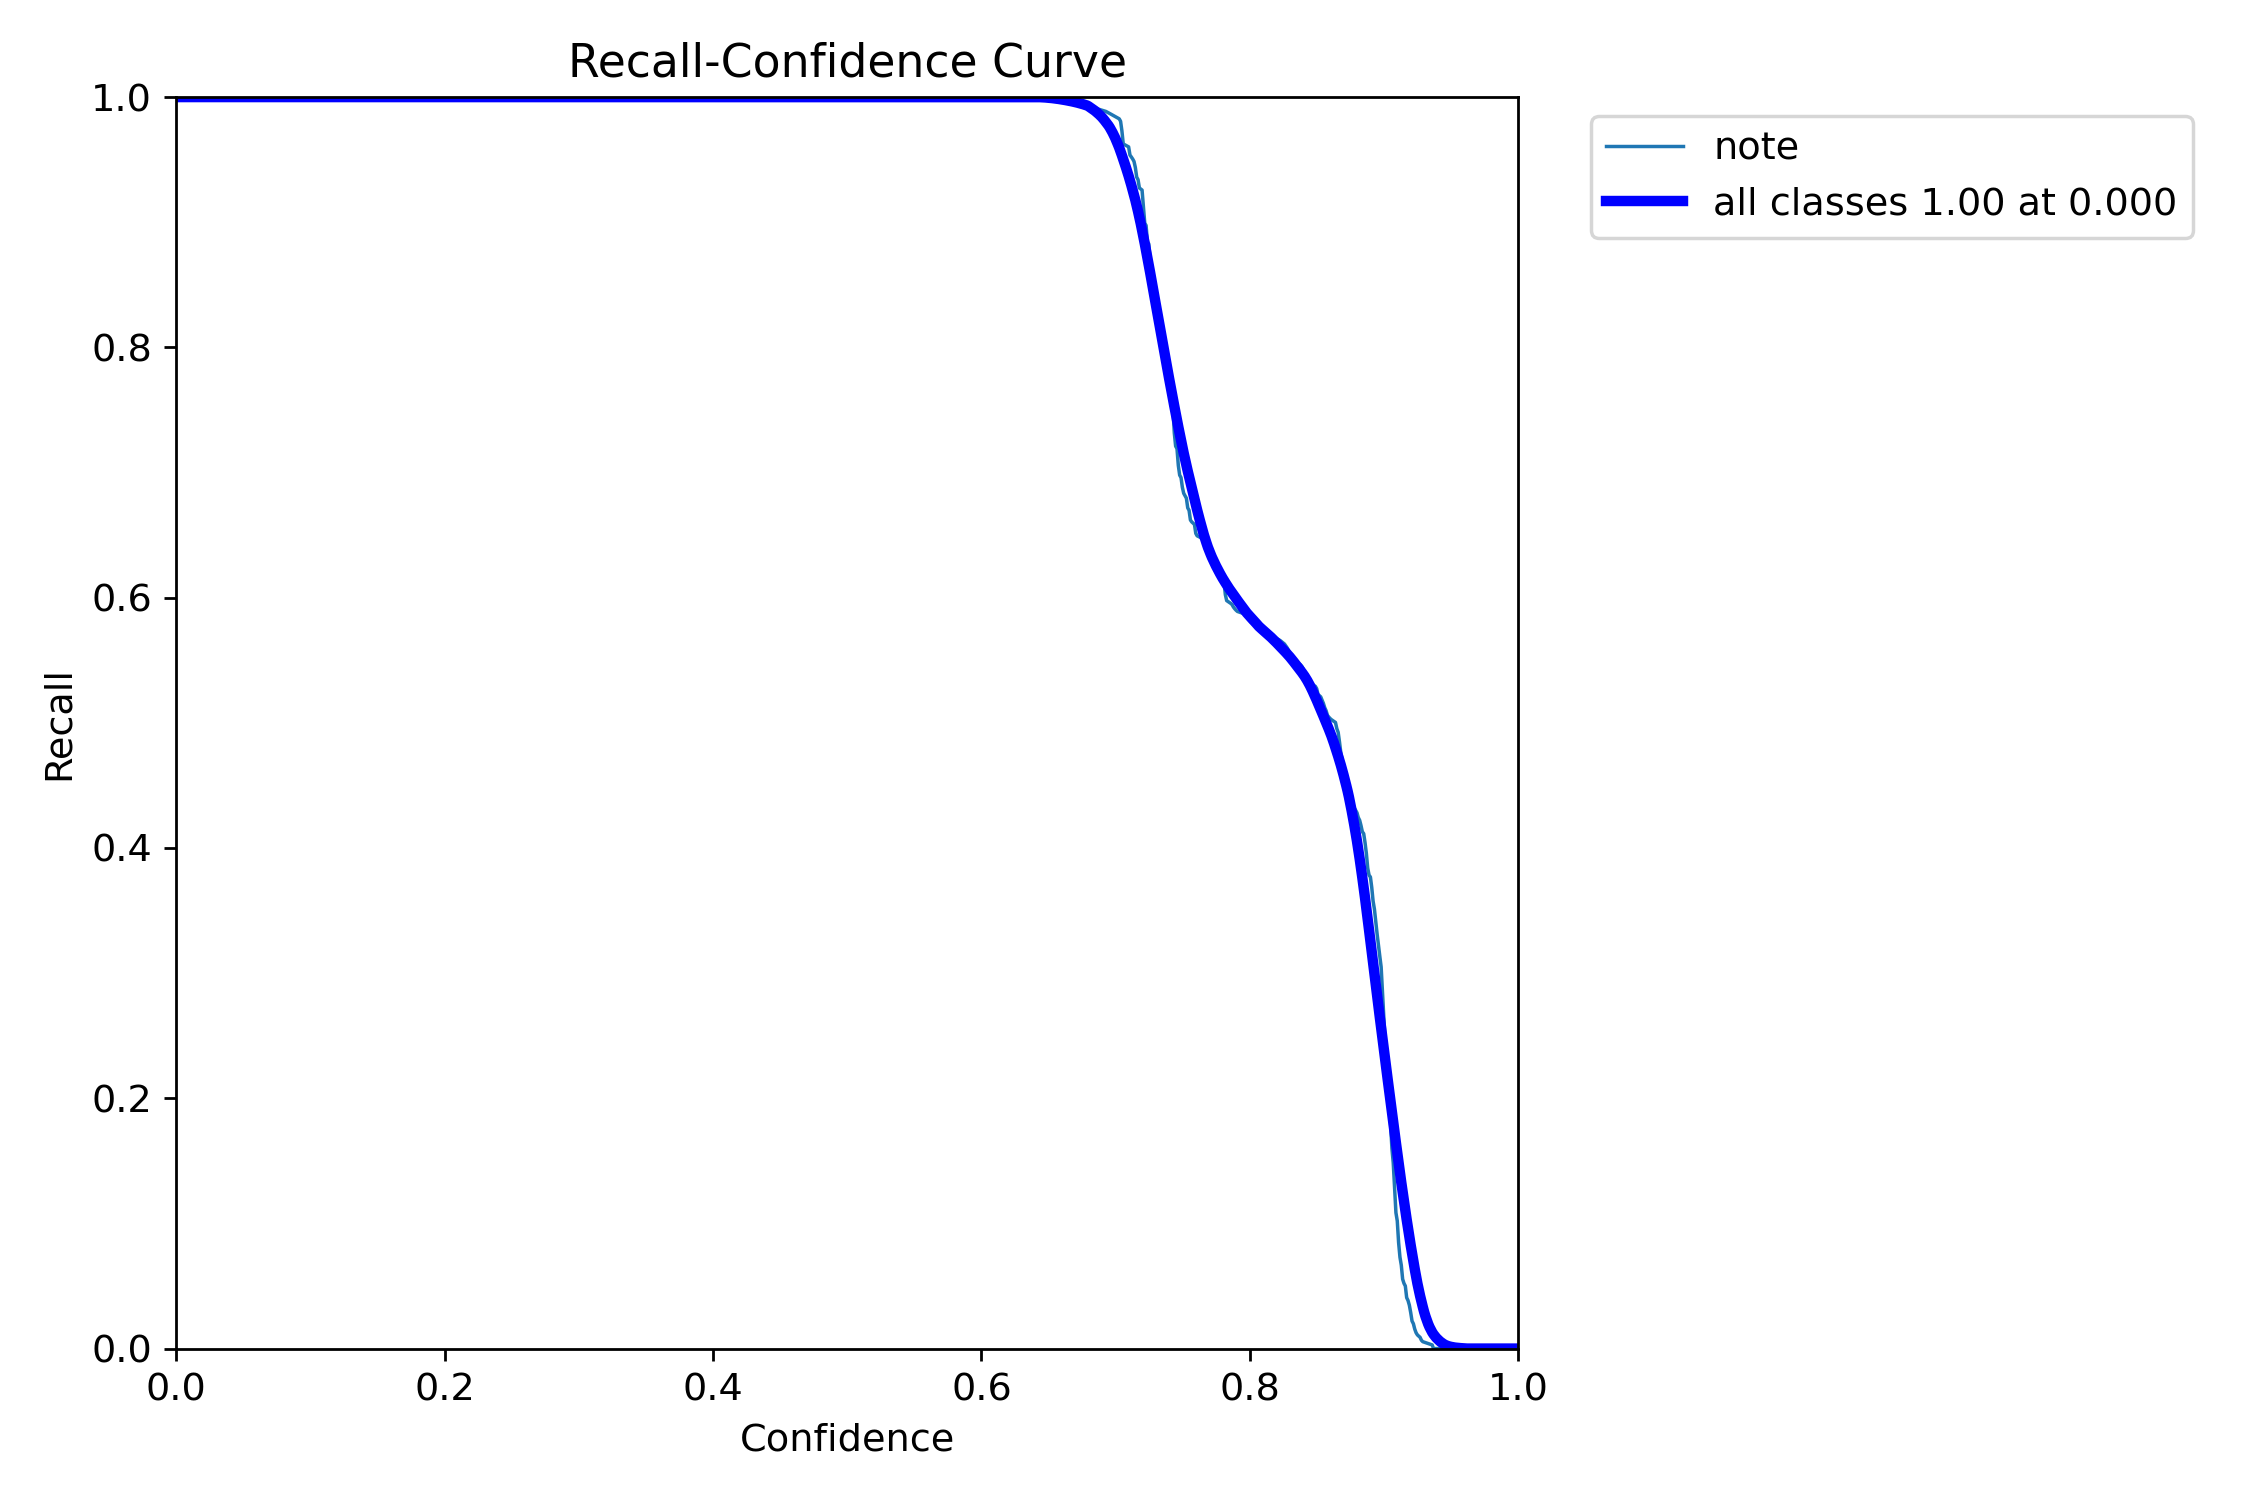 Recall-Confidence Curve
1.0
0.8
0.6
0.4
0.2
0.0
Recall
0.0 0.2 0.4 0.6 0.8 1.0
Confidence
note
all classes 1.00 at 0.000